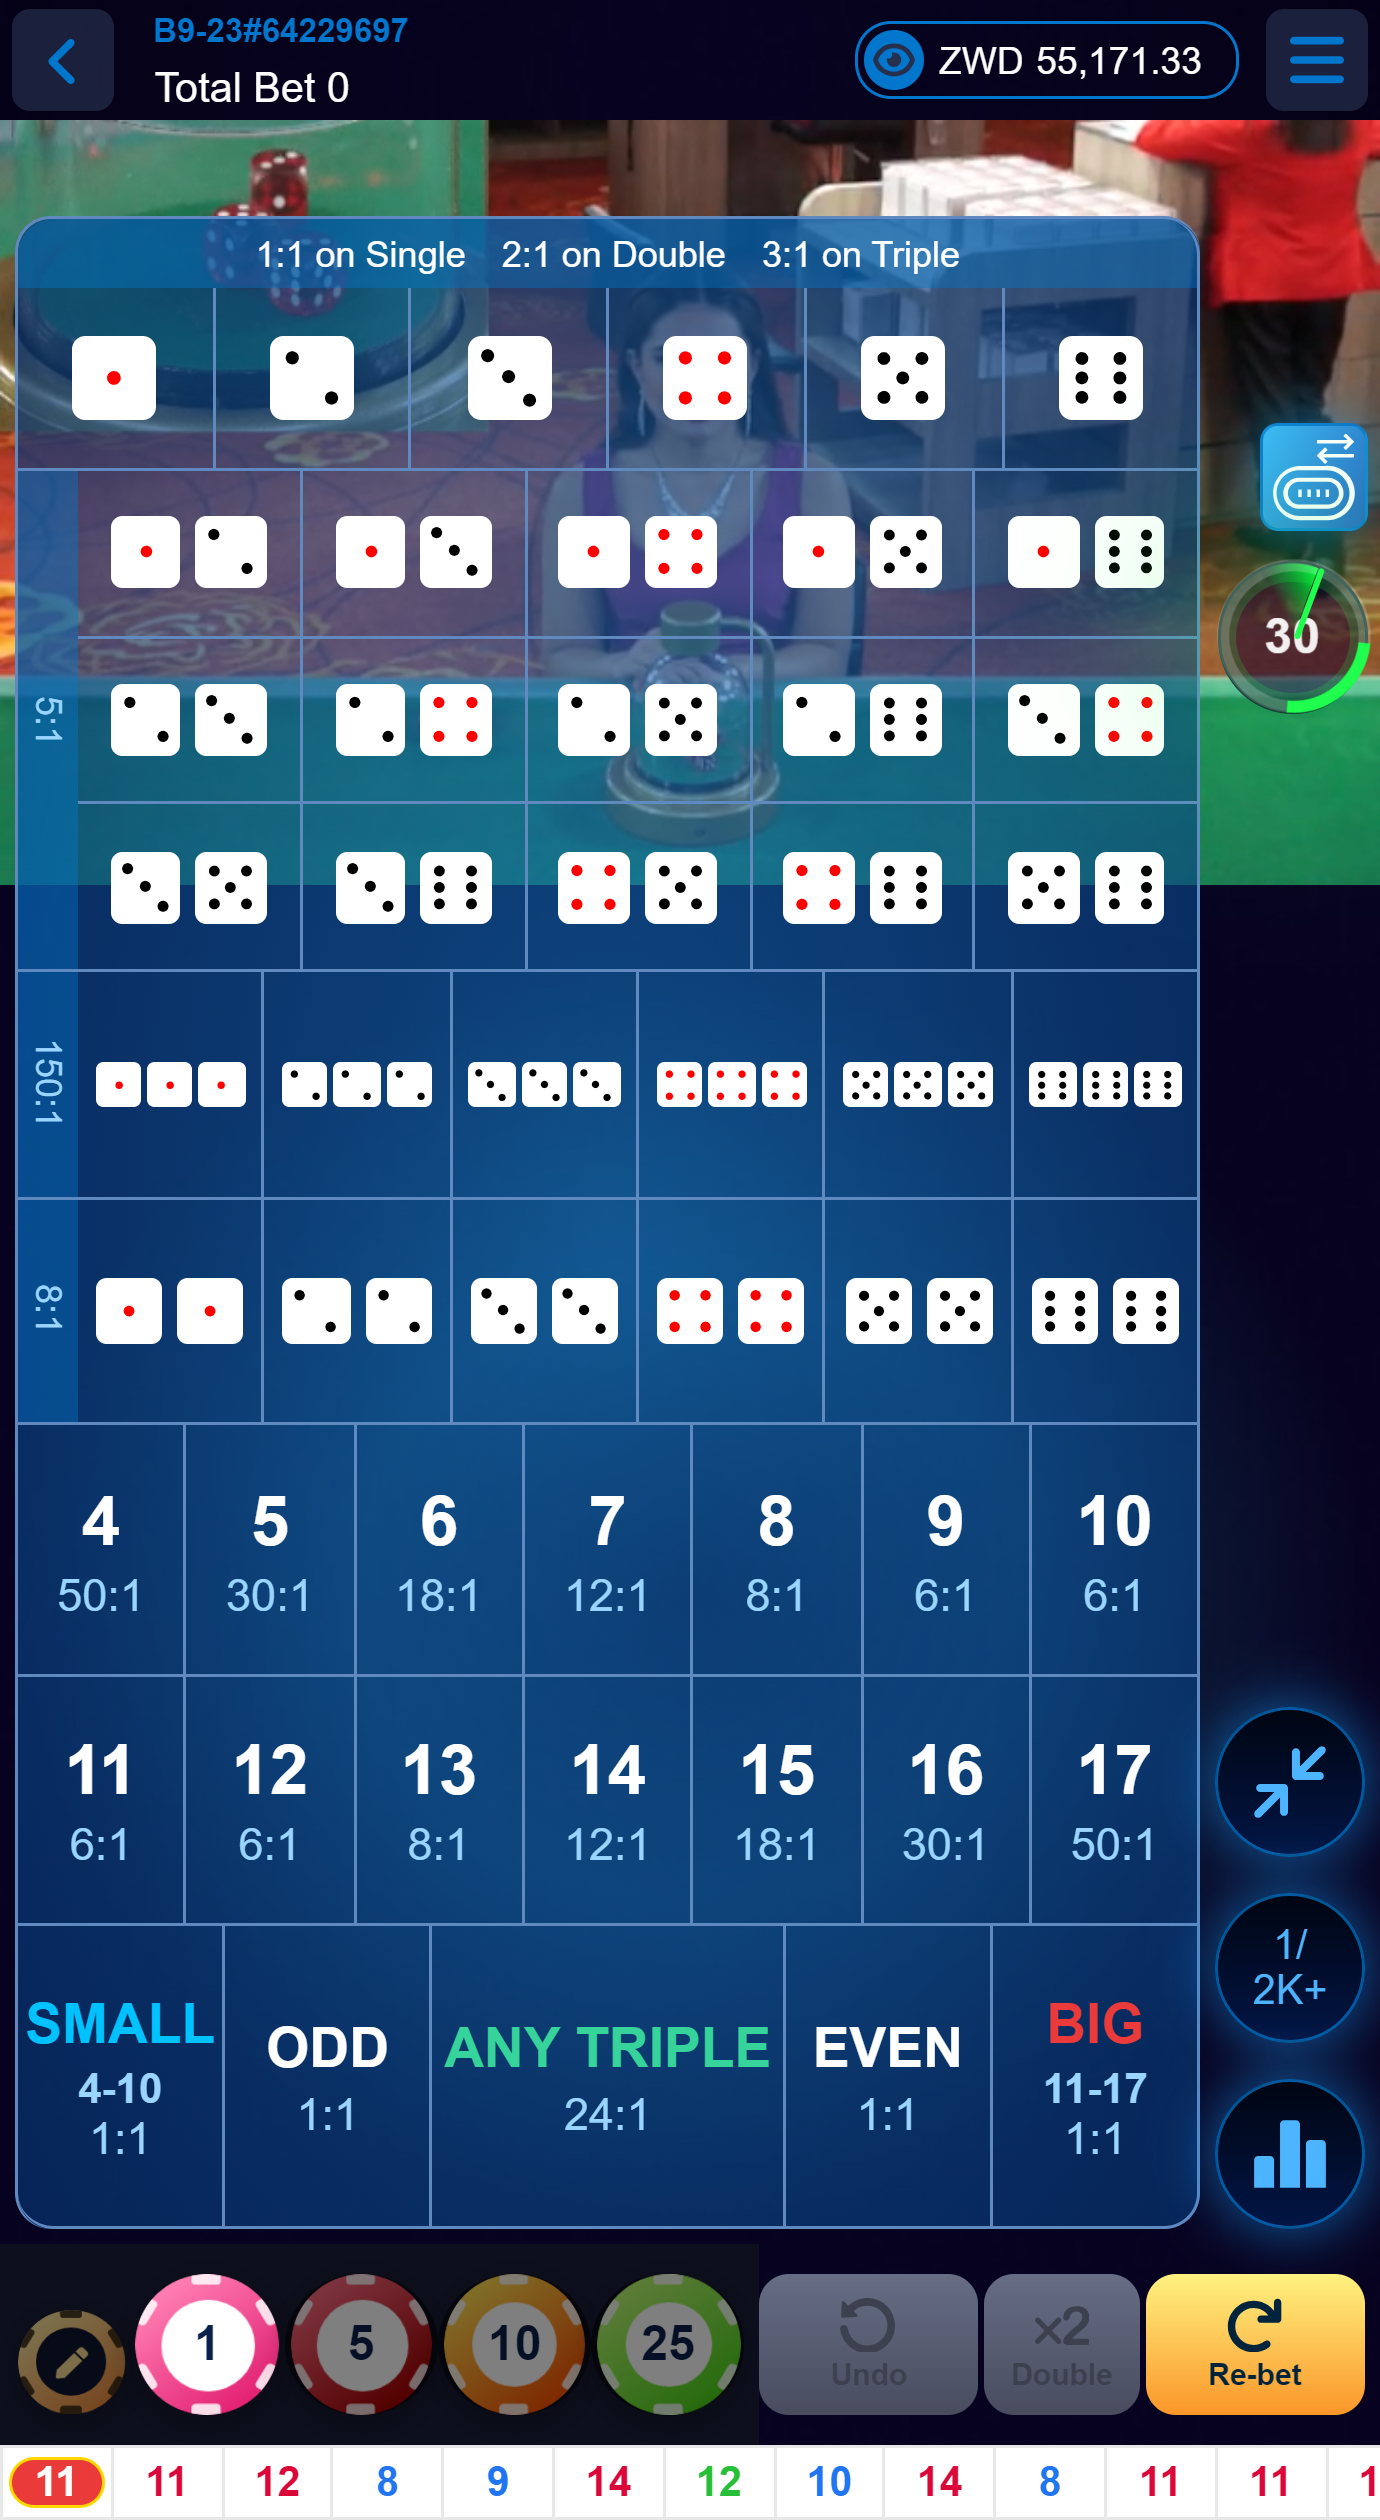 B9-23#64229697
Total Bet 0
ZWD 55,171.33
1:1 on Single 2:1 on Double 3:1 on Triple
30
5:1
150:1
8:1
4 5 6 7 8 9 10
50:1 30:1 18:1 12:1 8:1 6:1 6:1
11 12 13 14 15 16 17
6:1 6:1 8:1 12:1 18:1 30:1 50:1
SMALL
4-10
1:1
ODD
1:1
ANY TRIPLE
24:1
EVEN
1:1
BIG
11-17
1:1
1/
2K+
1 5 10 25
Undo
x2
Double
Re-bet
11 11 12 8 9 14 12 10 14 8 11 11